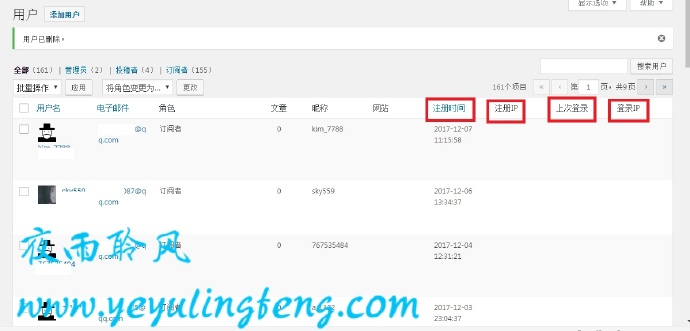 显示选项 帮助
用户 添加用户
用户已删除。
搜索用户
全部 (161) | 管理员 (2) | 投稿者 (4) | 订阅者 (155)
批量操作 应用 将角色变更为… 更改 161个项目 « ‹ 第 1 页，共9页 › »
用户名 电子邮件 角色 文章 昵称 网站 注册时间 注册IP 上次登录 登录IP
@q 订阅者 0 kim_7788 2017-12-07
kim_7788 q.com 11:15:58
sky559 087@q 订阅者 0 sky559 2017-12-06
q.com 13:34:37
@q 订阅者 0 767535484 2017-12-04
q.com 12:31:21
夜雨聆风
@ 订阅者 0 2017-12-03
qq.com 23:04:37
www.yeyulingfeng.com